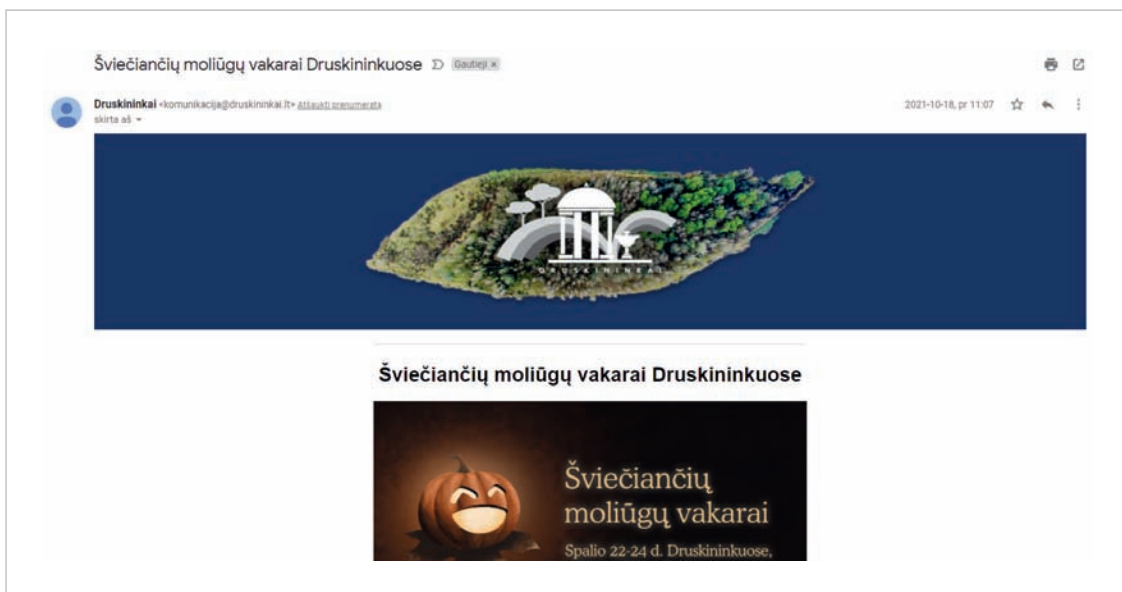 Šviečiančių moliūgų vakarai Druskininkuose Gautieji ×
Druskininkai <komunikacija@druskininkai.lt> Atšaukti prenumeratą
2021-10-18, pr 11:07
skirta aš
DRUSKININKAI
Šviečiančių moliūgų vakarai Druskininkuose
Šviečiančių
moliūgų vakarai
Spalio 22-24 d. Druskininkuose,